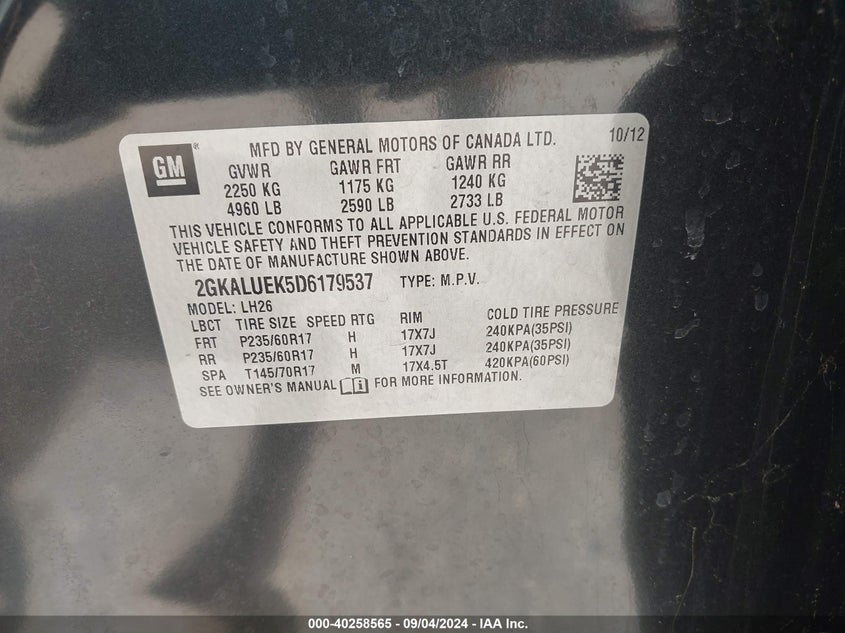 GM
MFD BY GENERAL MOTORS OF CANADA LTD. 10/12
GVWR GAWR FRT GAWR RR
2250 KG 1175 KG 1240 KG
4960 LB 2590 LB 2733 LB
THIS VEHICLE CONFORMS TO ALL APPLICABLE U.S. FEDERAL MOTOR
VEHICLE SAFETY AND THEFT PREVENTION STANDARDS IN EFFECT ON
THE DATE OF MANUFACTURE SHOWN ABOVE.
2GKALUEK5D6179537 TYPE: M.P.V.
MODEL: LH26
LBCT TIRE SIZE SPEED RTG RIM COLD TIRE PRESSURE
FRT P235/60R17 H 17X7J 240KPA(35PSI)
RR P235/60R17 H 17X7J 240KPA(35PSI)
SPA T145/70R17 M 17X4.5T 420KPA(60PSI)
SEE OWNER'S MANUAL FOR MORE INFORMATION.
000-40258565 - 09/04/2024 - IAA Inc.